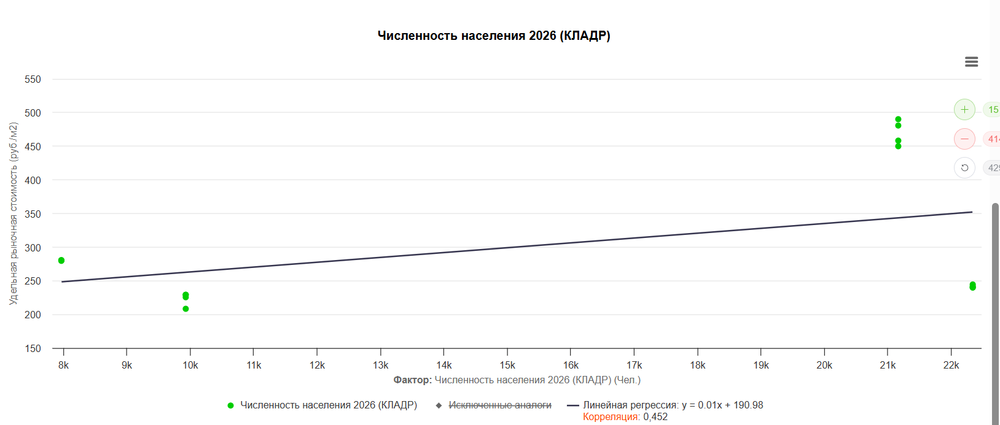 Численность населения 2026 (КЛАДР)
550
500
450
400
350
300
250
200
150
Удельная рыночная стоимость (руб./м2)
15
8k 9k 10k 11k 12k 13k 14k 15k 16k 17k 18k 19k 20k 21k 22k
Фактор: Численность населения 2026 (КЛАДР) (Чел.)
Численность населения 2026 (КЛАДР) Исключенные аналоги Линейная регрессия: y = 0.01x + 190.98
Корреляция: 0,452